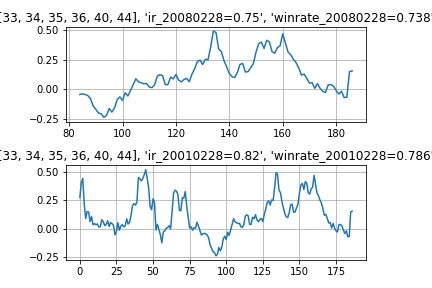 [33, 34, 35, 36, 40, 44], 'ir_20080228=0.75', 'winrate_20080228=0.738'
0.50
0.25
0.00
−0.25
80 100 120 140 160 180
[33, 34, 35, 36, 40, 44], 'ir_20010228=0.82', 'winrate_20010228=0.786'
0.50
0.25
0.00
−0.25
0 25 50 75 100 125 150 175